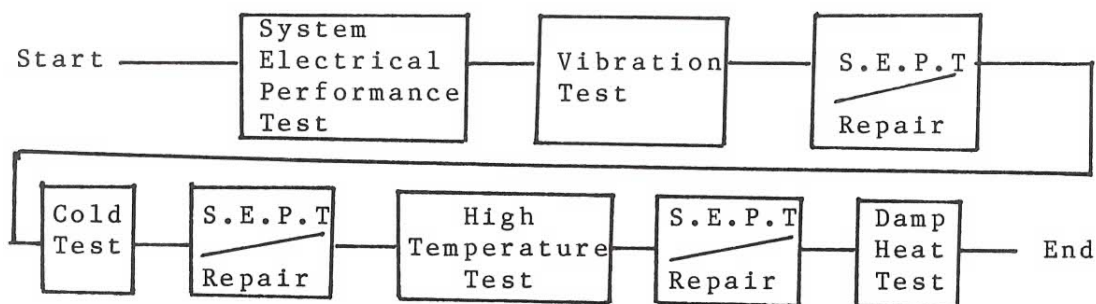 Start
System
Electrical
Performance
Test
Vibration
Test
S.E.P.T
Repair
Cold
Test
S.E.P.T
Repair
High
Temperature
Test
S.E.P.T
Repair
Damp
Heat
Test
End